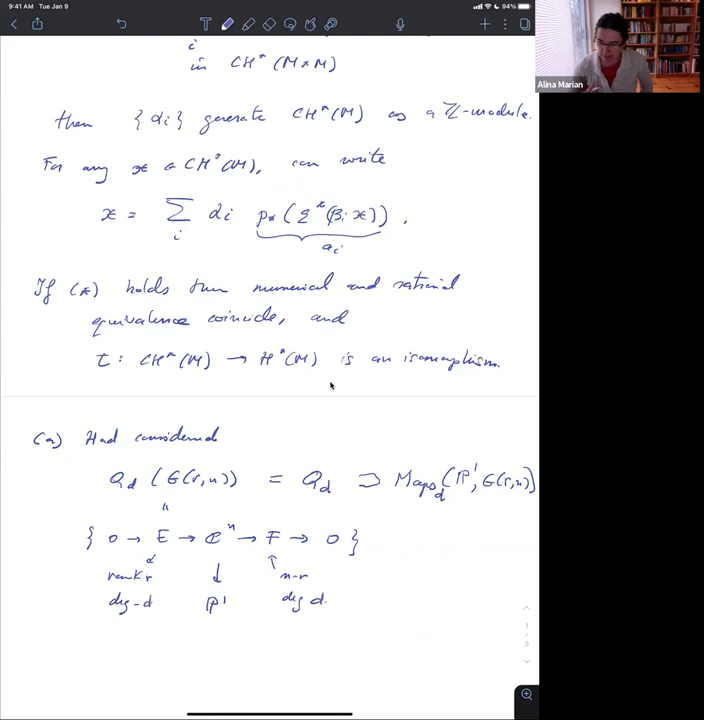 9:41 AM Tue Jan 9
94%
i
in CH*(M×M)
Alina Marian
then {αi} generate CH*(M) as a Z-module.
For any x ∈ CH*(M), can write
x = ∑ αi p*(q*(βi x)).
i
ai
If (*) holds then numerical and rational
equivalence coincide, and
τ: CH*(M) → H*(M) is an isomorphism.
(a) Had considered
Qd(G(r,n)) = Qd ⊃ Mapsd(P¹, G(r,n))
"
{ 0 → E → Cⁿ → F → 0 }
rank r ↓ n-r
deg -d P¹ deg d.
1
/
3